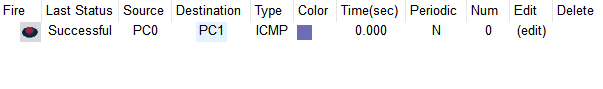 Fire Last Status Source Destination Type Color Time(sec) Periodic Num Edit Delete
Successful PC0 PC1 ICMP 0.000 N 0 (edit)